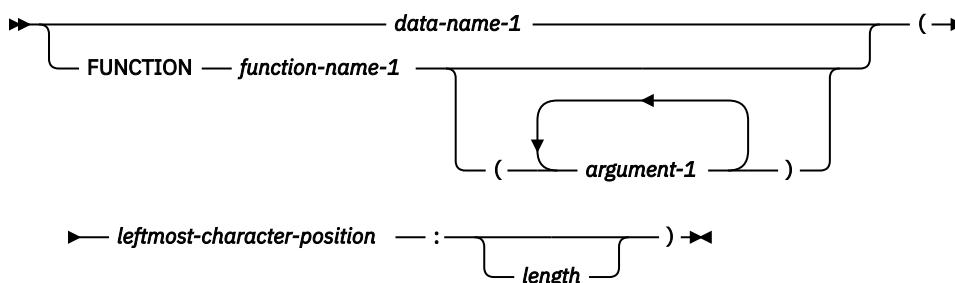 data-name-1 (
FUNCTION function-name-1
( argument-1 )
leftmost-character-position : )
length